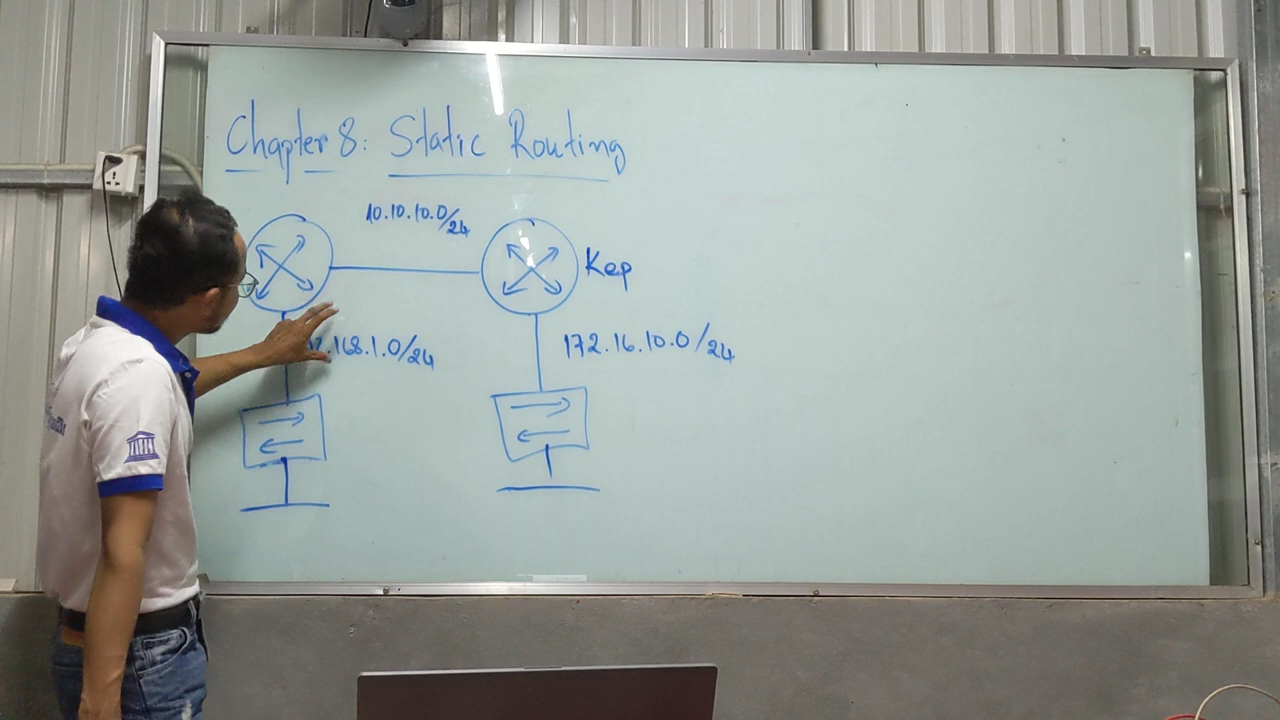 Chapter 8: Static Routing
10.10.10.0/24
Kep
.168.1.0/24
172.16.10.0/24